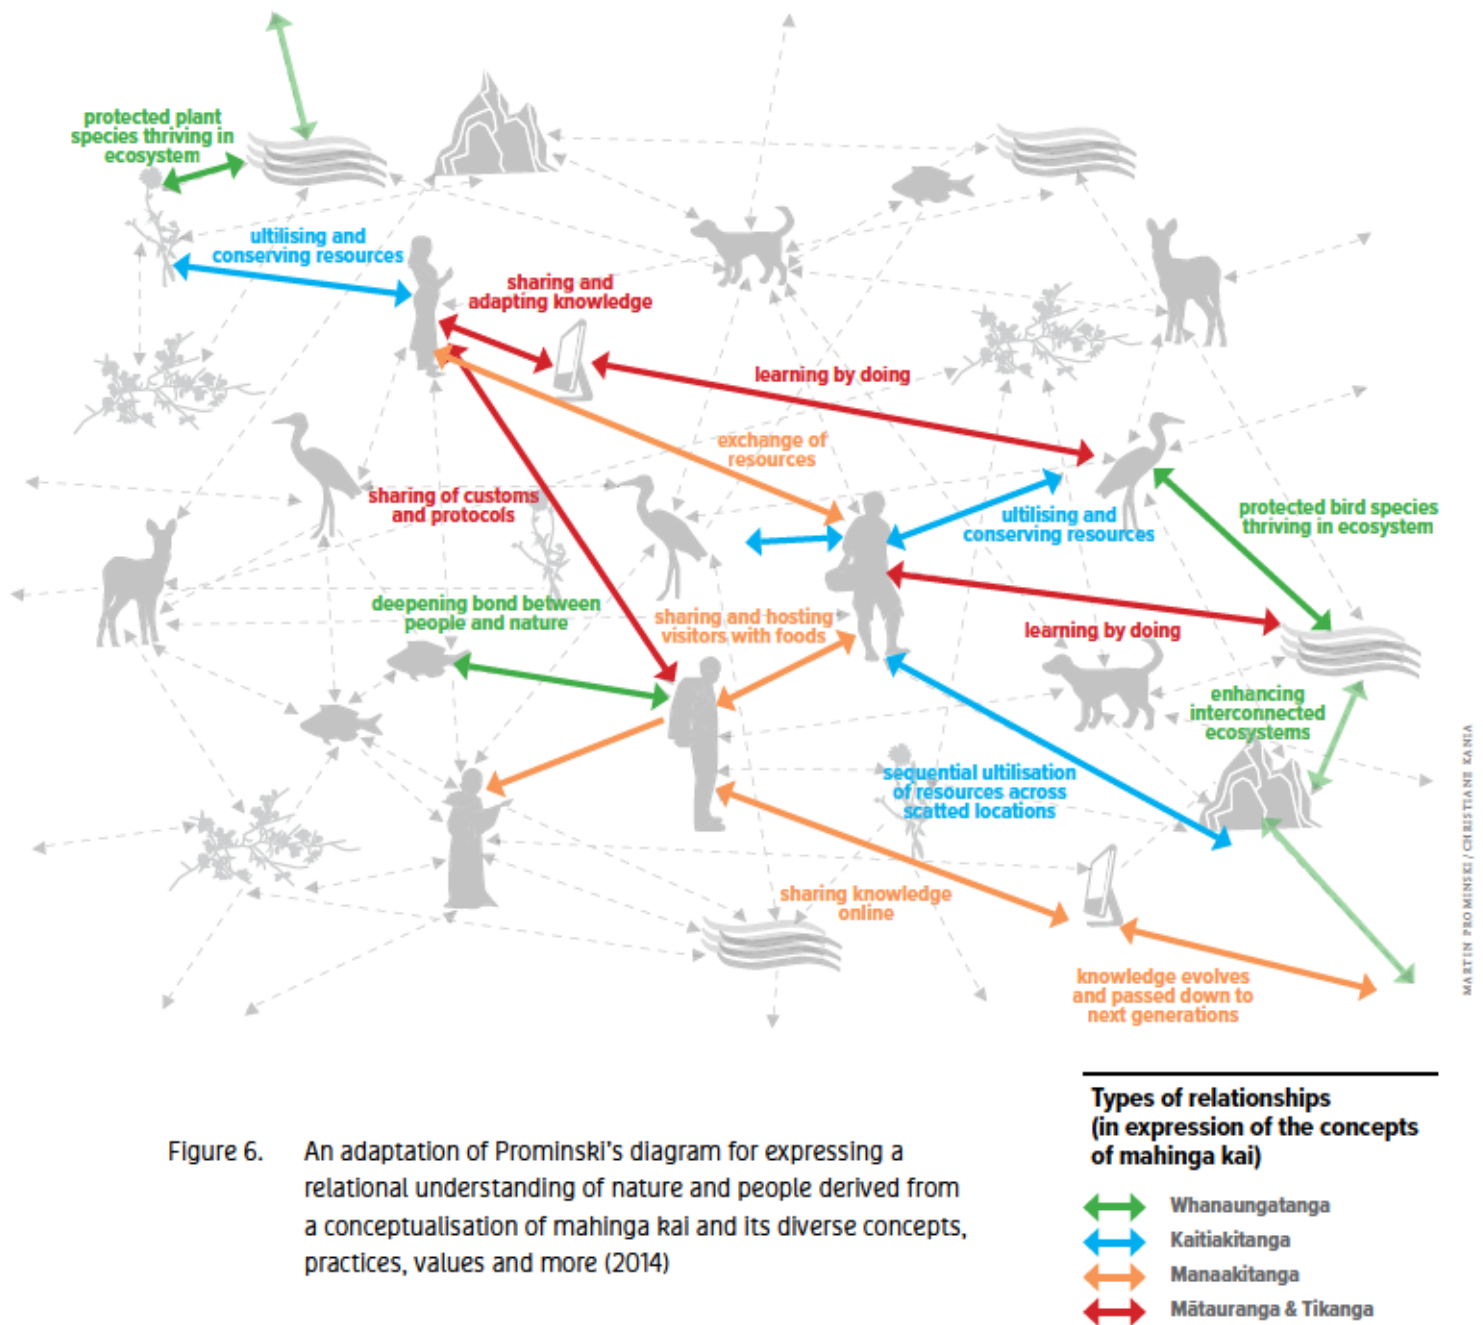 protected plant
species thriving in
ecosystem
ultilising and
conserving resources
sharing and
adapting knowledge
learning by doing
exchange of
resources
sharing of customs
and protocols
ultilising and
conserving resources
protected bird species
thriving in ecosystem
deepening bond between
people and nature
sharing and hosting
visitors with foods
learning by doing
enhancing
interconnected
ecosystems
sequential ultilisation
of resources across
scatted locations
sharing knowledge
online
knowledge evolves
and passed down to
next generations
MARTIN PROMINSKI / CHRISTIANE KANIA
Types of relationships
(in expression of the concepts
of mahinga kai)
Whanaungatanga
Kaitiakitanga
Manaakitanga
Mātauranga & Tikanga
Figure 6. An adaptation of Prominski's diagram for expressing a
relational understanding of nature and people derived from
a conceptualisation of mahinga kai and its diverse concepts,
practices, values and more (2014)